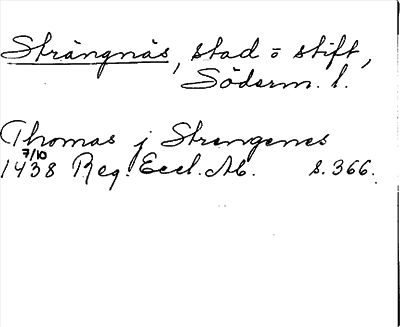 Strängnäs, stad o stift,
Söderm. l.
Thomas j Strengenes
7/10
1438 Reg. Eccl. Ab. s. 366.